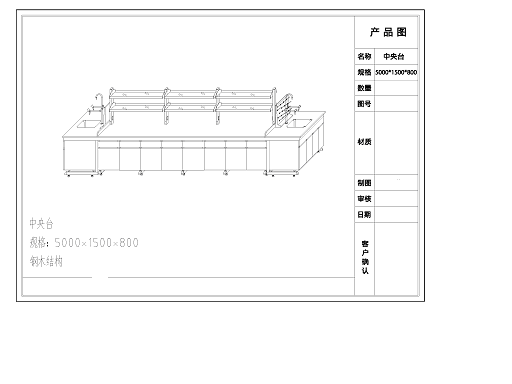 产品图
名称 中央台
规格 5000*1500*800
数量
图号
材质
制图
审核
日期
客户确认
中央台
规格: 5000×1500×800
钢木结构